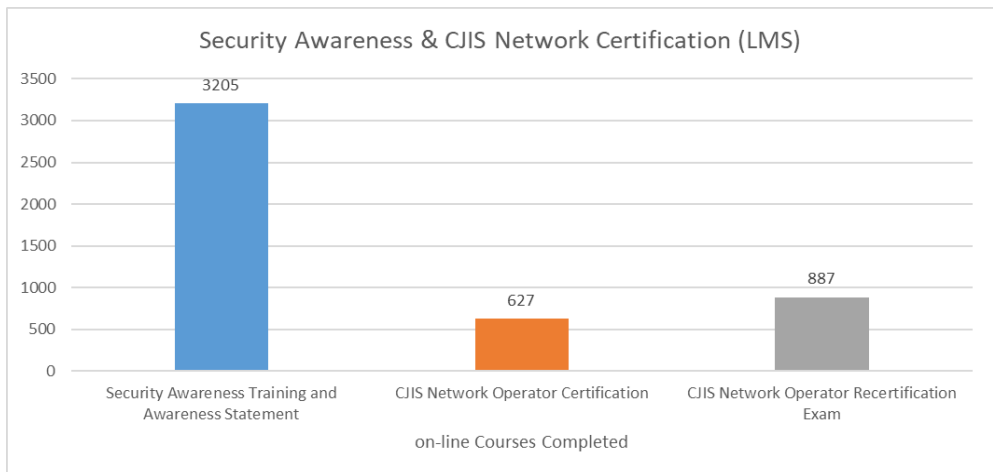 Security Awareness & CJIS Network Certification (LMS)
3500
3000
2500
2000
1500
1000
500
0
3205
627
887
Security Awareness Training and
Awareness Statement
CJIS Network Operator Certification
CJIS Network Operator Recertification
Exam
on-line Courses Completed